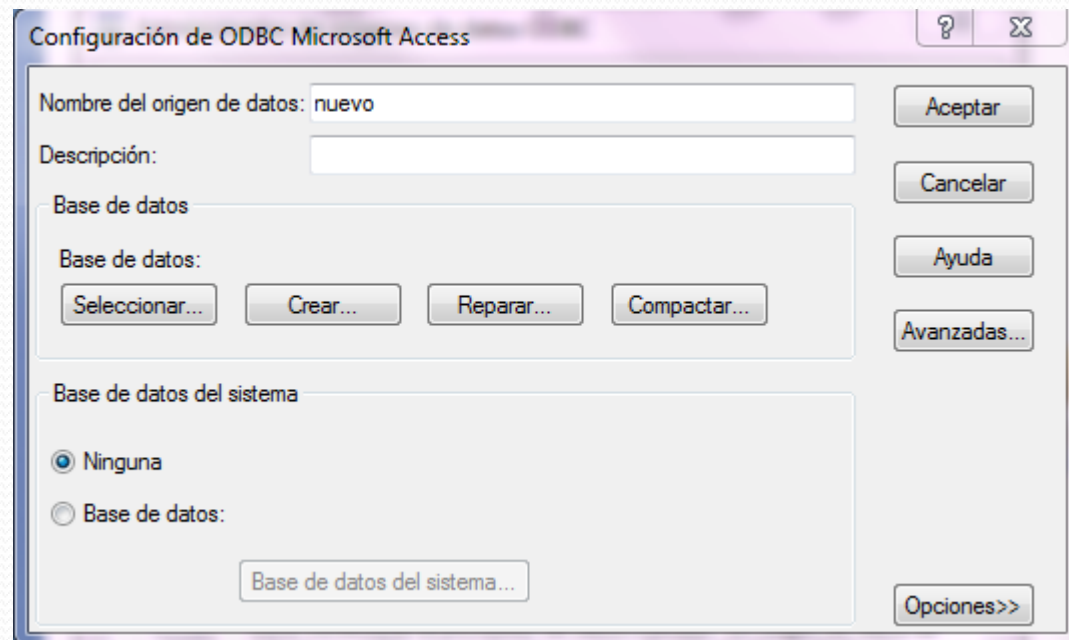 Configuración de ODBC Microsoft Access
Nombre del origen de datos: nuevo
Aceptar
Descripción:
Cancelar
Base de datos
Base de datos:
Ayuda
Seleccionar... Crear... Reparar... Compactar...
Avanzadas...
Base de datos del sistema
Ninguna
Base de datos:
Base de datos del sistema...
Opciones>>